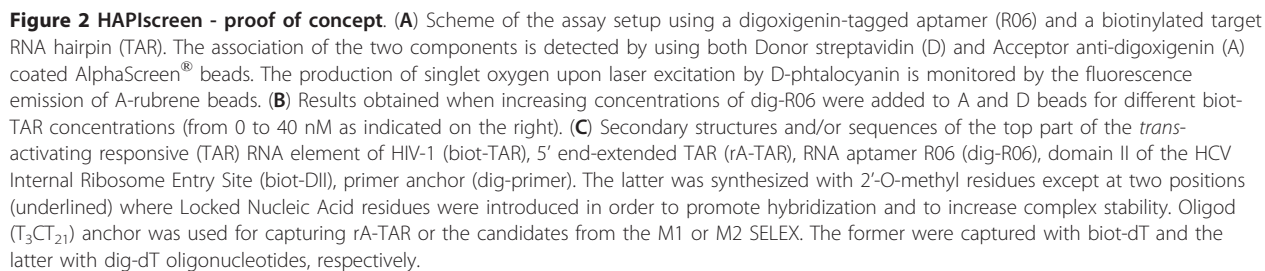 Figure 2 HAPIscreen - proof of concept. (A) Scheme of the assay setup using a digoxigenin-tagged aptamer (R06) and a biotinylated target
RNA hairpin (TAR). The association of the two components is detected by using both Donor streptavidin (D) and Acceptor anti-digoxigenin (A)
coated AlphaScreen® beads. The production of singlet oxygen upon laser excitation by D-phtalocyanin is monitored by the fluorescence
emission of A-rubrene beads. (B) Results obtained when increasing concentrations of dig-R06 were added to A and D beads for different biot-
TAR concentrations (from 0 to 40 nM as indicated on the right). (C) Secondary structures and/or sequences of the top part of the trans-
activating responsive (TAR) RNA element of HIV-1 (biot-TAR), 5' end-extended TAR (rA-TAR), RNA aptamer R06 (dig-R06), domain II of the HCV
Internal Ribosome Entry Site (biot-DII), primer anchor (dig-primer). The latter was synthesized with 2'-O-methyl residues except at two positions
(underlined) where Locked Nucleic Acid residues were introduced in order to promote hybridization and to increase complex stability. Oligod
(T₃CT₂₁) anchor was used for capturing rA-TAR or the candidates from the M1 or M2 SELEX. The former were captured with biot-dT and the
latter with dig-dT oligonucleotides, respectively.